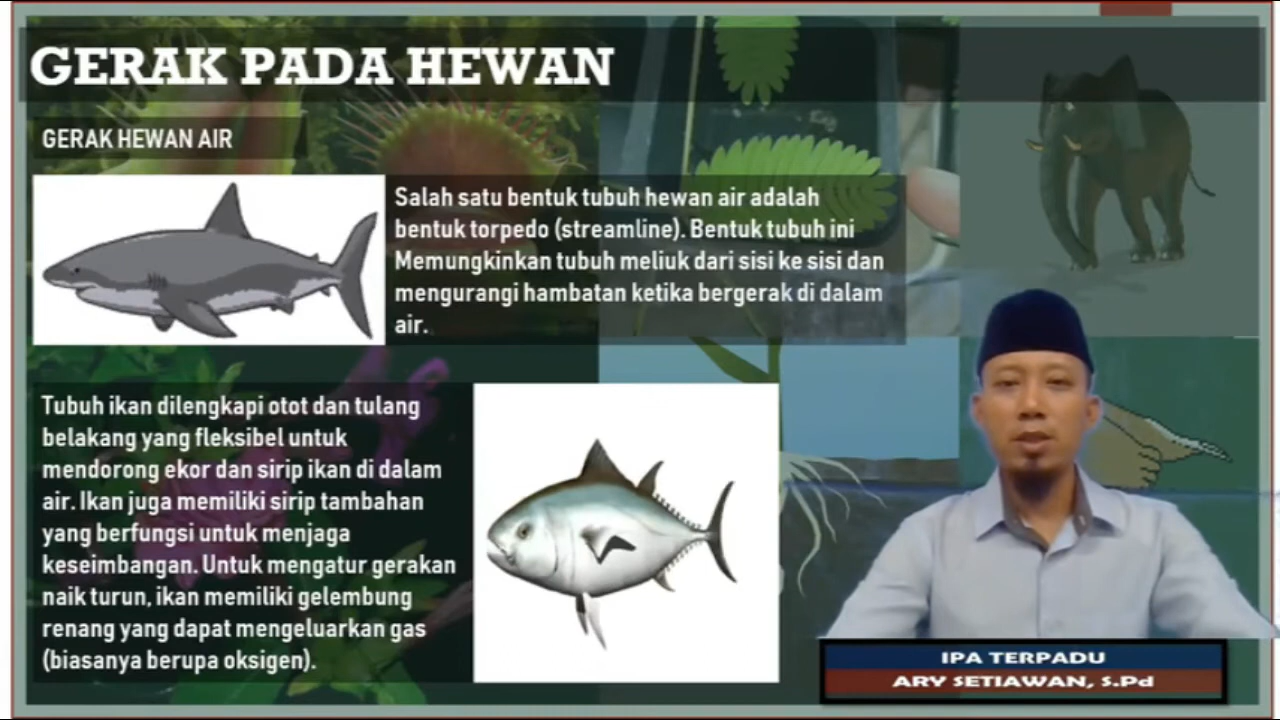 GERAK PADA HEWAN
GERAK HEWAN AIR
Salah satu bentuk tubuh hewan air adalah
bentuk torpedo (streamline). Bentuk tubuh ini
Memungkinkan tubuh meliuk dari sisi ke sisi dan
mengurangi hambatan ketika bergerak di dalam
air.
Tubuh ikan dilengkapi otot dan tulang
belakang yang fleksibel untuk
mendorong ekor dan sirip ikan di dalam
air. Ikan juga memiliki sirip tambahan
yang berfungsi untuk menjaga
keseimbangan. Untuk mengatur gerakan
naik turun, ikan memiliki gelembung
renang yang dapat mengeluarkan gas
(biasanya berupa oksigen).
IPA TERPADU
ARY SETIAWAN, S.Pd